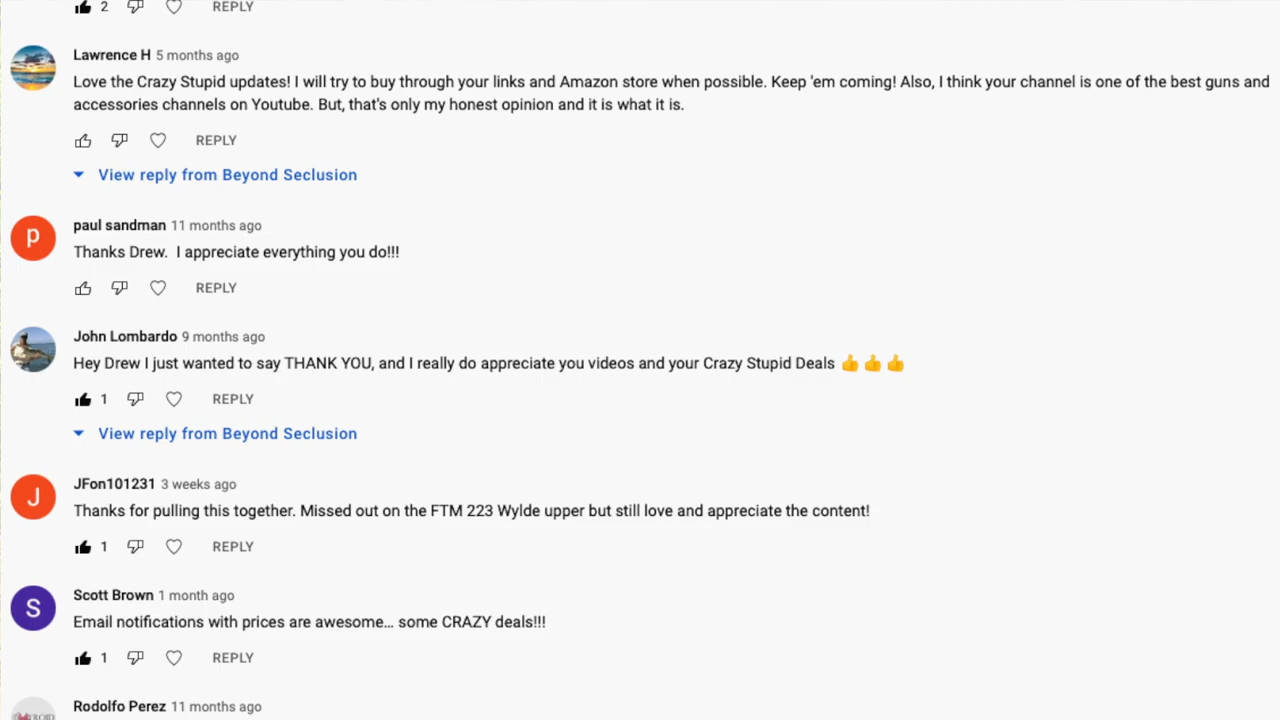 2 REPLY
Lawrence H 5 months ago
Love the Crazy Stupid updates! I will try to buy through your links and Amazon store when possible. Keep 'em coming! Also, I think your channel is one of the best guns and
accessories channels on Youtube. But, that's only my honest opinion and it is what it is.
REPLY
View reply from Beyond Seclusion
p
paul sandman 11 months ago
Thanks Drew.  I appreciate everything you do!!!
REPLY
John Lombardo 9 months ago
Hey Drew I just wanted to say THANK YOU, and I really do appreciate you videos and your Crazy Stupid Deals 👍👍👍
1 REPLY
View reply from Beyond Seclusion
J
JFon101231 3 weeks ago
Thanks for pulling this together. Missed out on the FTM 223 Wylde upper but still love and appreciate the content!
1 REPLY
S
Scott Brown 1 month ago
Email notifications with prices are awesome… some CRAZY deals!!!
1 REPLY
Rodolfo Perez 11 months ago